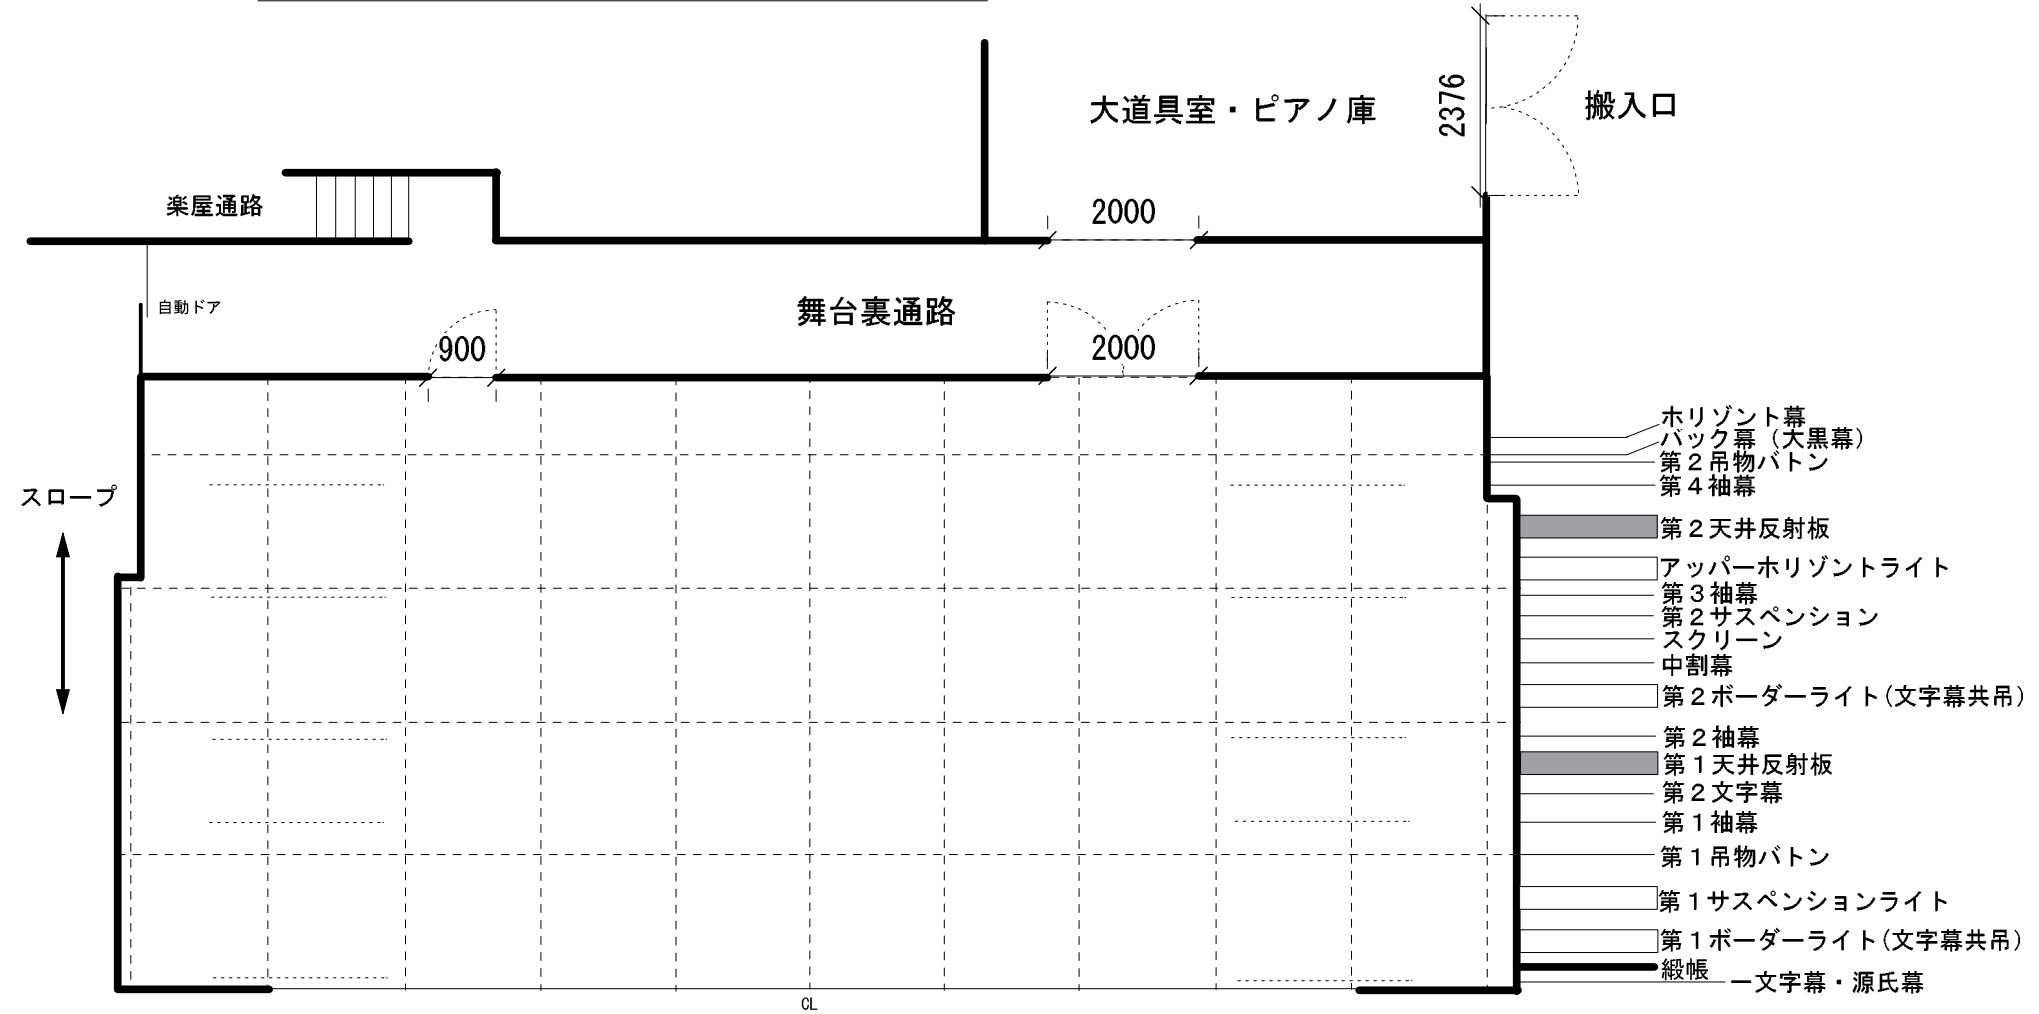 大道具室・ピアノ庫
2376
搬入口
楽屋通路
2000
自動ドア
舞台裏通路
900
2000
ホリゾント幕
バック幕（大黒幕）
第２吊物バトン
第４袖幕
スロープ
第２天井反射板
アッパーホリゾントライト
第３袖幕
第２サスペンション
スクリーン
中割幕
第２ボーダーライト(文字幕共吊)
第２袖幕
第１天井反射板
第２文字幕
第１袖幕
第１吊物バトン
第１サスペンションライト
第１ボーダーライト(文字幕共吊)
緞帳
一文字幕・源氏幕
CL